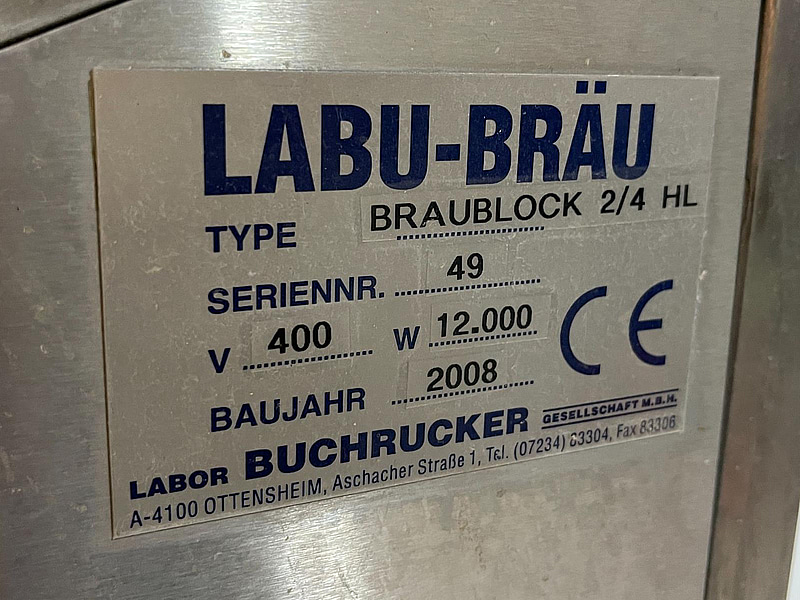 LABU-BRÄU
TYPE BRAUBLOCK 2/4 HL
SERIENNR. 49
V 400 W 12.000
CE
BAUJAHR 2008
LABOR BUCHRUCKER GESELLSCHAFT M.B.H.
A-4100 OTTENSHEIM, Aschacher Straße 1, Tel. (07234) 83304, Fax 83306